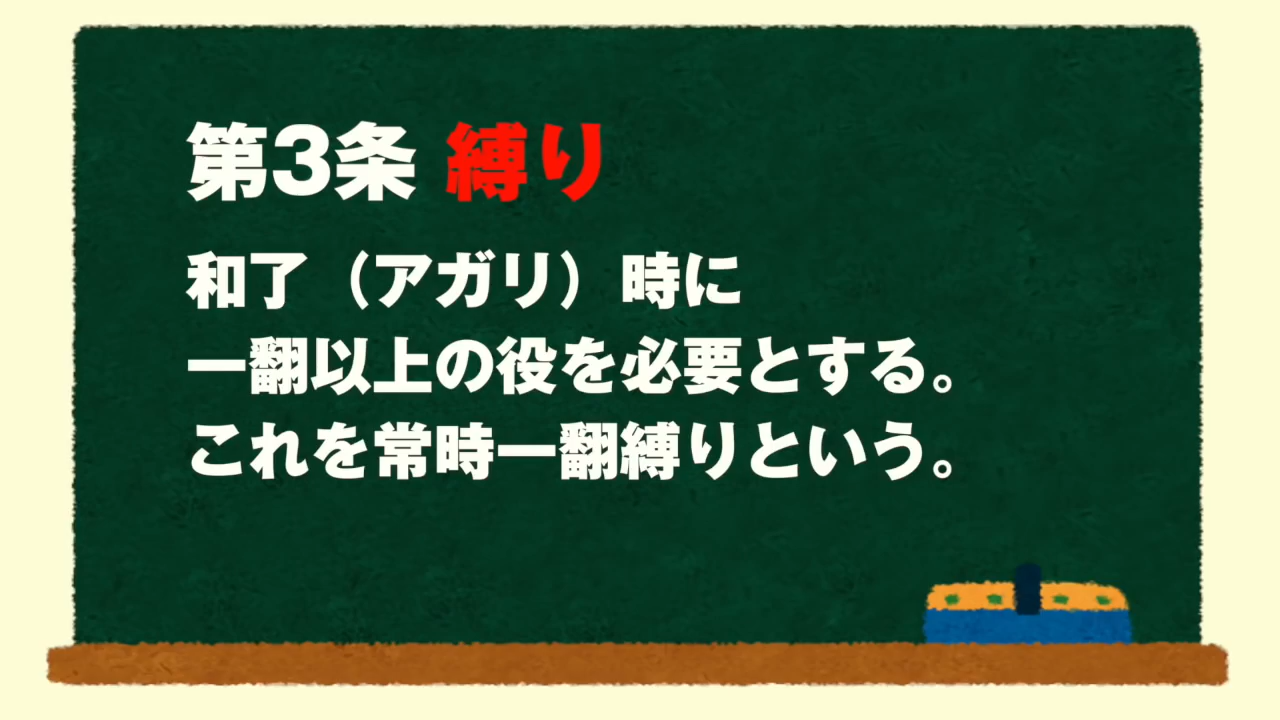 第3条 縛り
和了（アガリ）時に
一翻以上の役を必要とする。
これを常時一翻縛りという。